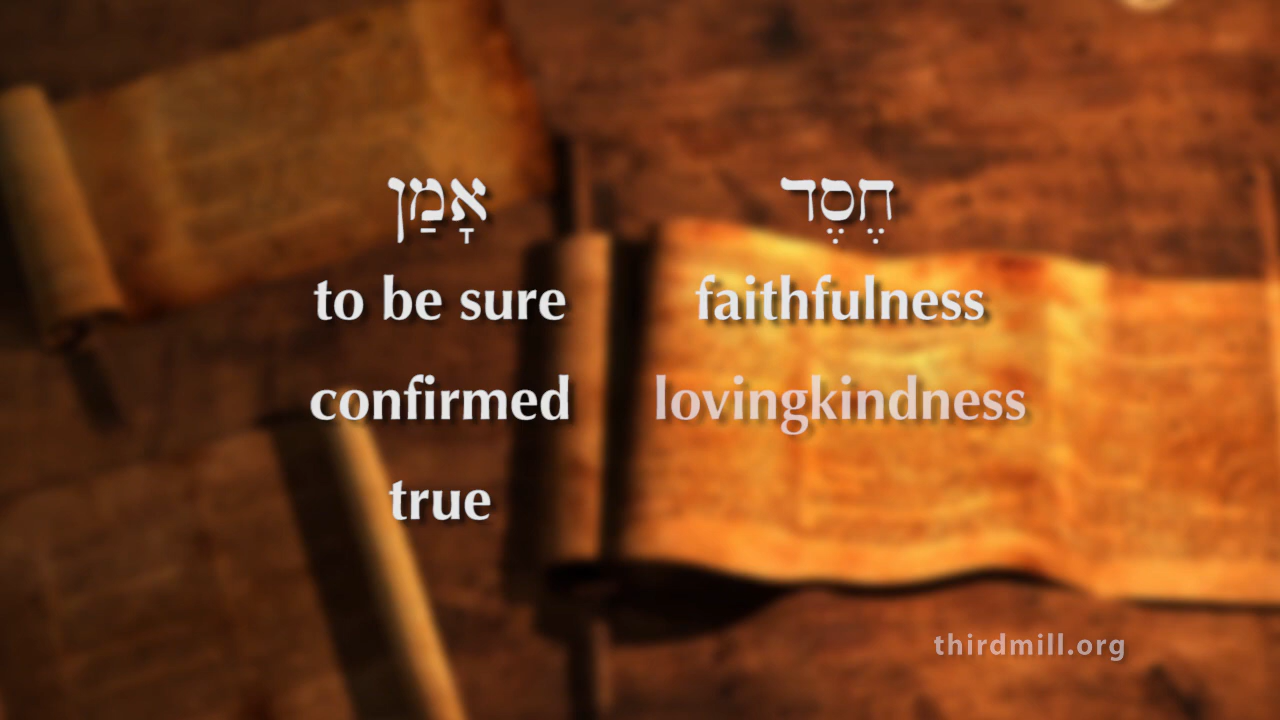 אָמַן
to be sure
confirmed
true
חֶסֶד
faithfulness
lovingkindness
thirdmill.org